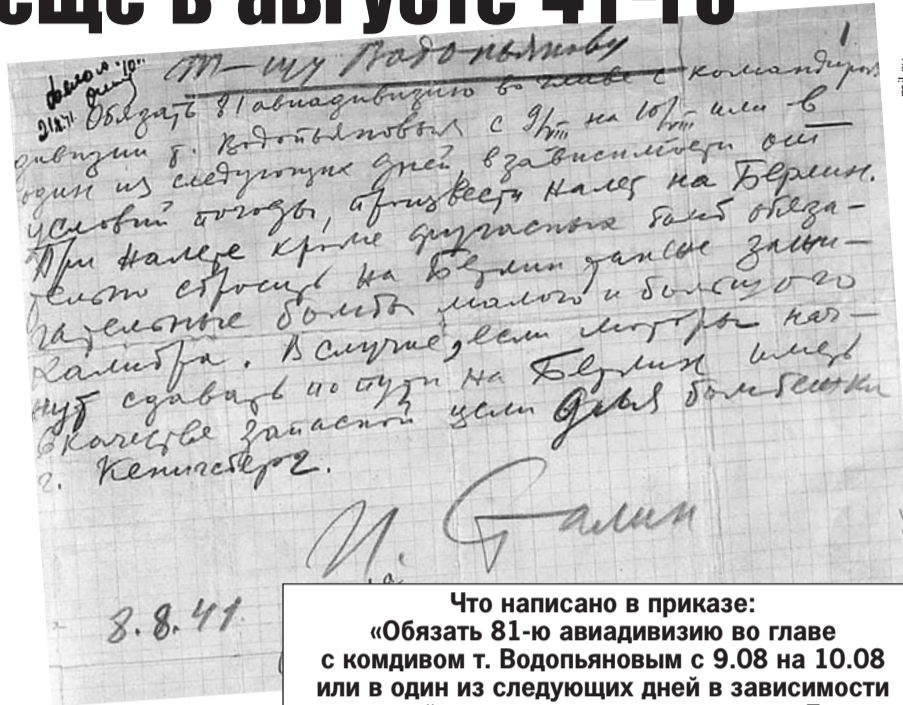 еще в августе 41-го
1
Т-щу Водопьянову
Обязать 81 авиадивизию во главе с командиром
дивизии т. Водопьяновым с 9/VIII на 10/VIII или в
один из следующих дней в зависимости от
условий погоды, произвести налет на Берлин.
При налете кроме фугасных бомб обяза-
тельно сбросить на Берлин также зажи-
гательные бомбы малого и большого
калибра. В случае, если моторы нач-
нут сдавать по пути на Берлин иметь
в качестве запасной цели для бомбежки
г. Кенигсберг.
И. Сталин
8.8.41
Что написано в приказе:
«Обязать 81-ю авиадивизию во главе
с комдивом т. Водопьяновым с 9.08 на 10.08
или в один из следующих дней в зависимости